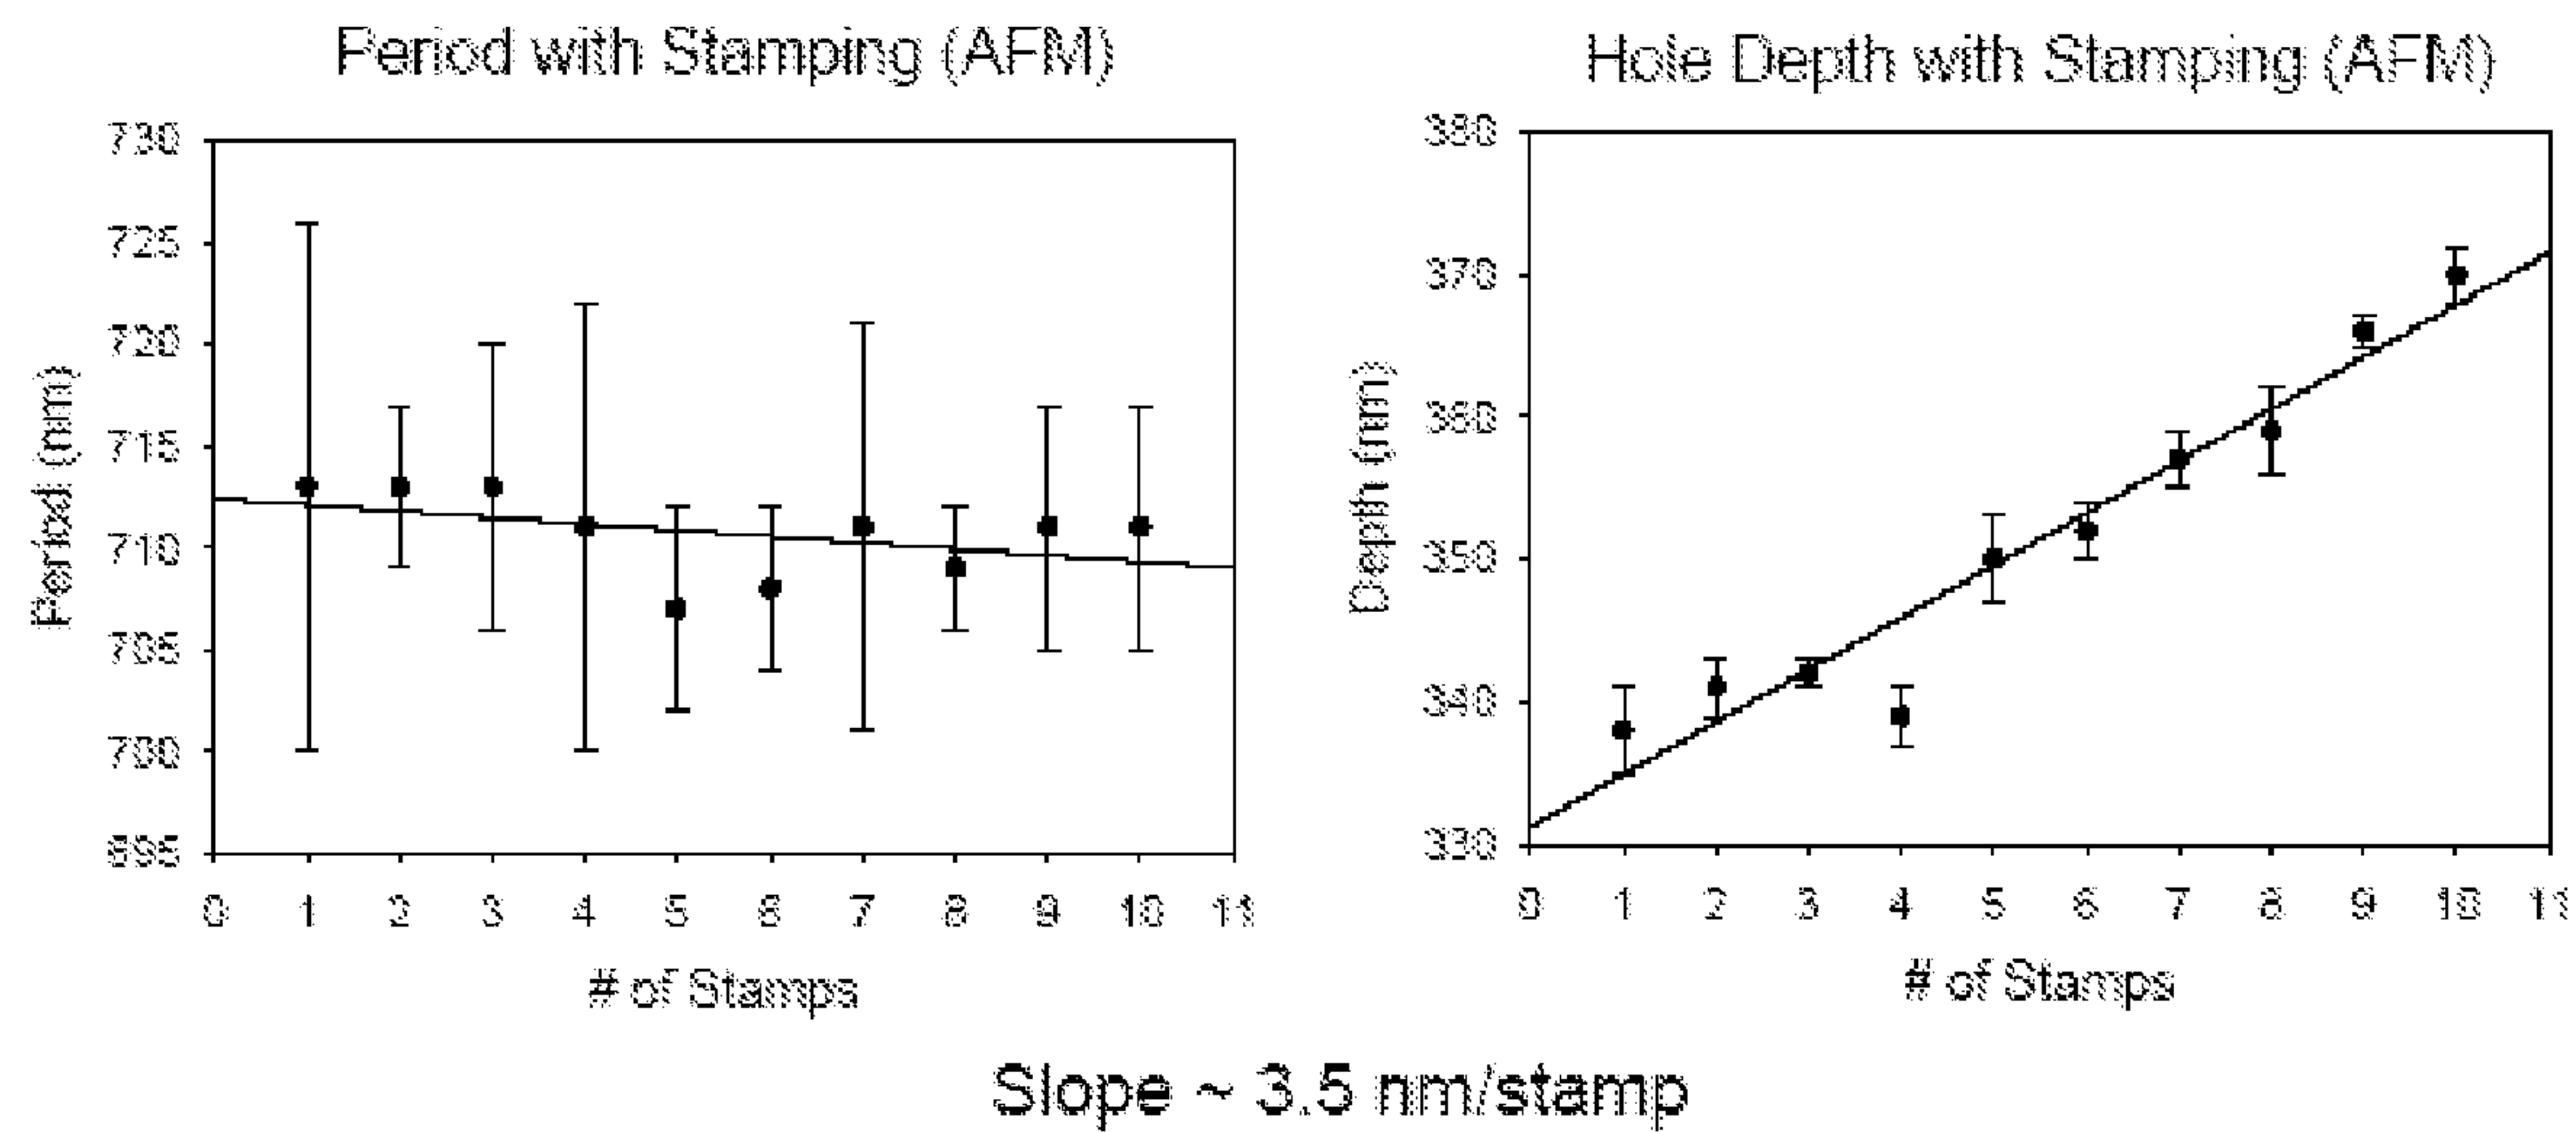 Period with Stamping (AFM)
730
725
720
715
710
705
700
695
Period (nm)
0 1 2 3 4 5 6 7 8 9 10 11
# of Stamps
Hole Depth with Stamping (AFM)
380
370
360
350
340
330
Depth (nm)
0 1 2 3 4 5 6 7 8 9 10 11
# of Stamps
Slope ~ 3.5 nm/stamp